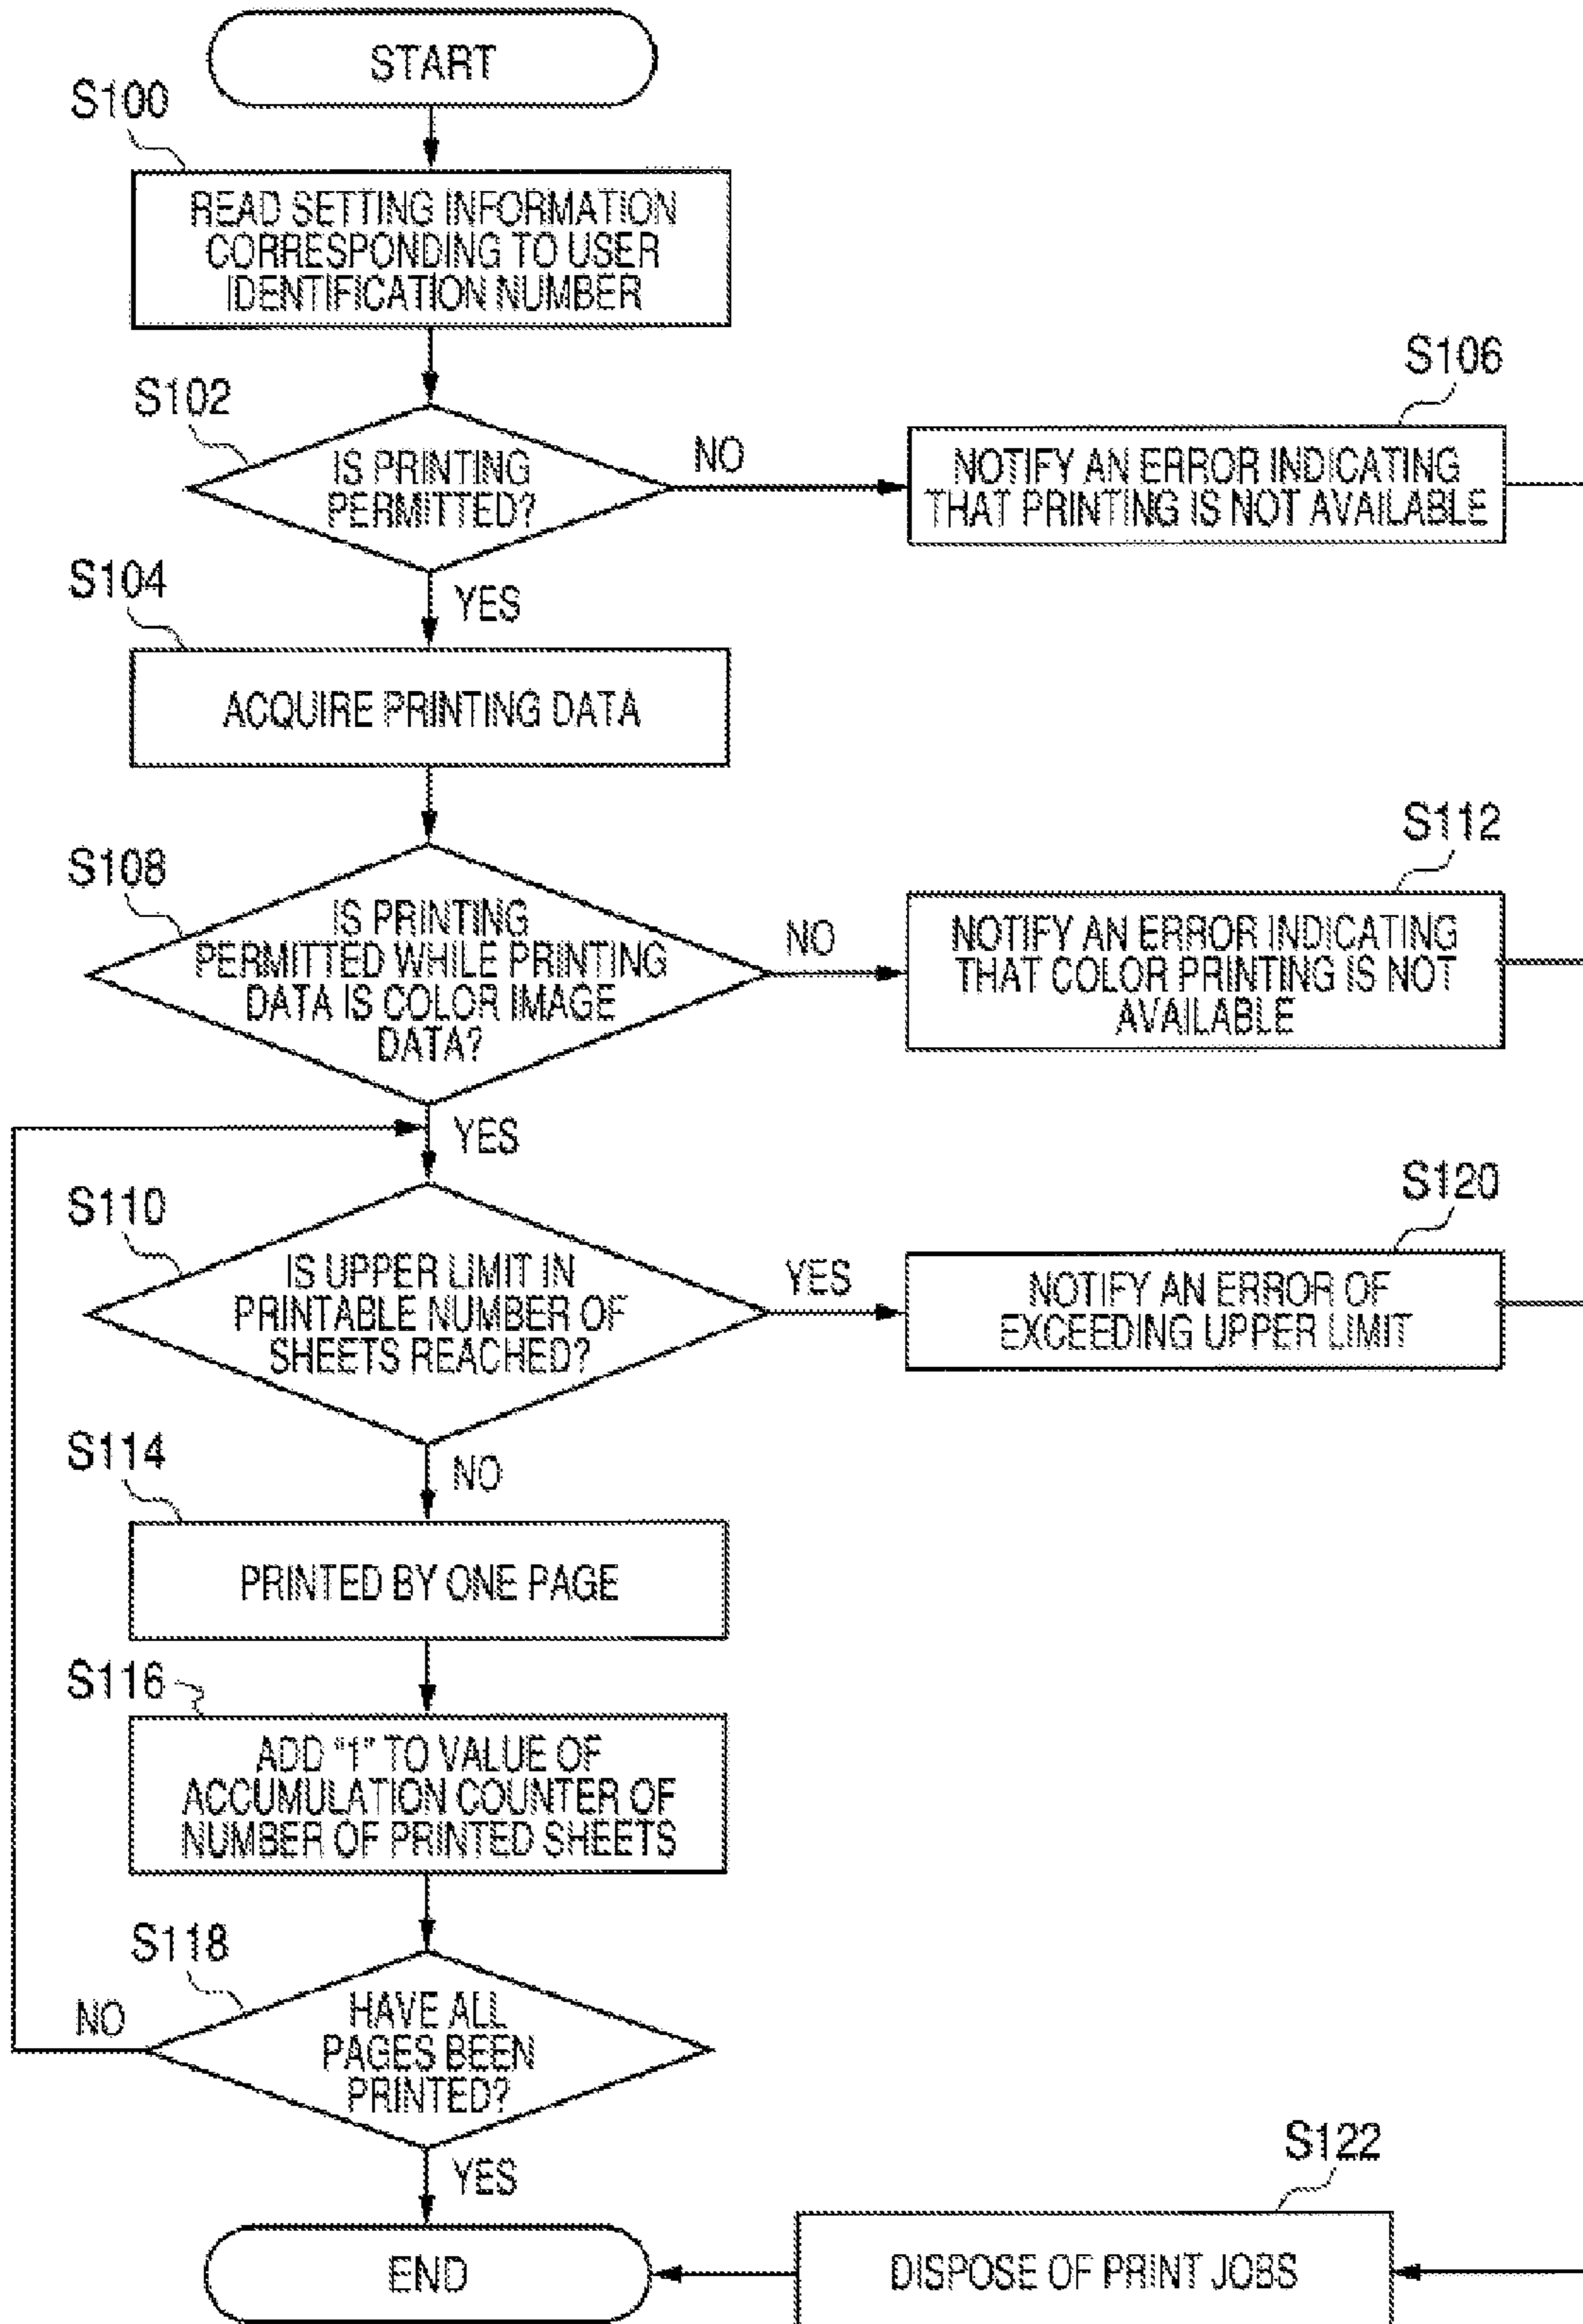 START
S100
READ SETTING INFORMATION
CORRESPONDING TO USER
IDENTIFICATION NUMBER
S102
IS PRINTING
PERMITTED?
NO
S106
NOTIFY AN ERROR INDICATING
THAT PRINTING IS NOT AVAILABLE
YES
S104
ACQUIRE PRINTING DATA
S108
IS PRINTING
PERMITTED WHILE PRINTING
DATA IS COLOR IMAGE
DATA?
NO
S112
NOTIFY AN ERROR INDICATING
THAT COLOR PRINTING IS NOT
AVAILABLE
YES
S110
IS UPPER LIMIT IN
PRINTABLE NUMBER OF
SHEETS REACHED?
YES
S120
NOTIFY AN ERROR OF
EXCEEDING UPPER LIMIT
NO
S114
PRINTED BY ONE PAGE
S116
ADD "1" TO VALUE OF
ACCUMULATION COUNTER OF
NUMBER OF PRINTED SHEETS
S118
HAVE ALL
PAGES BEEN
PRINTED?
NO
YES
S122
DISPOSE OF PRINT JOBS
END